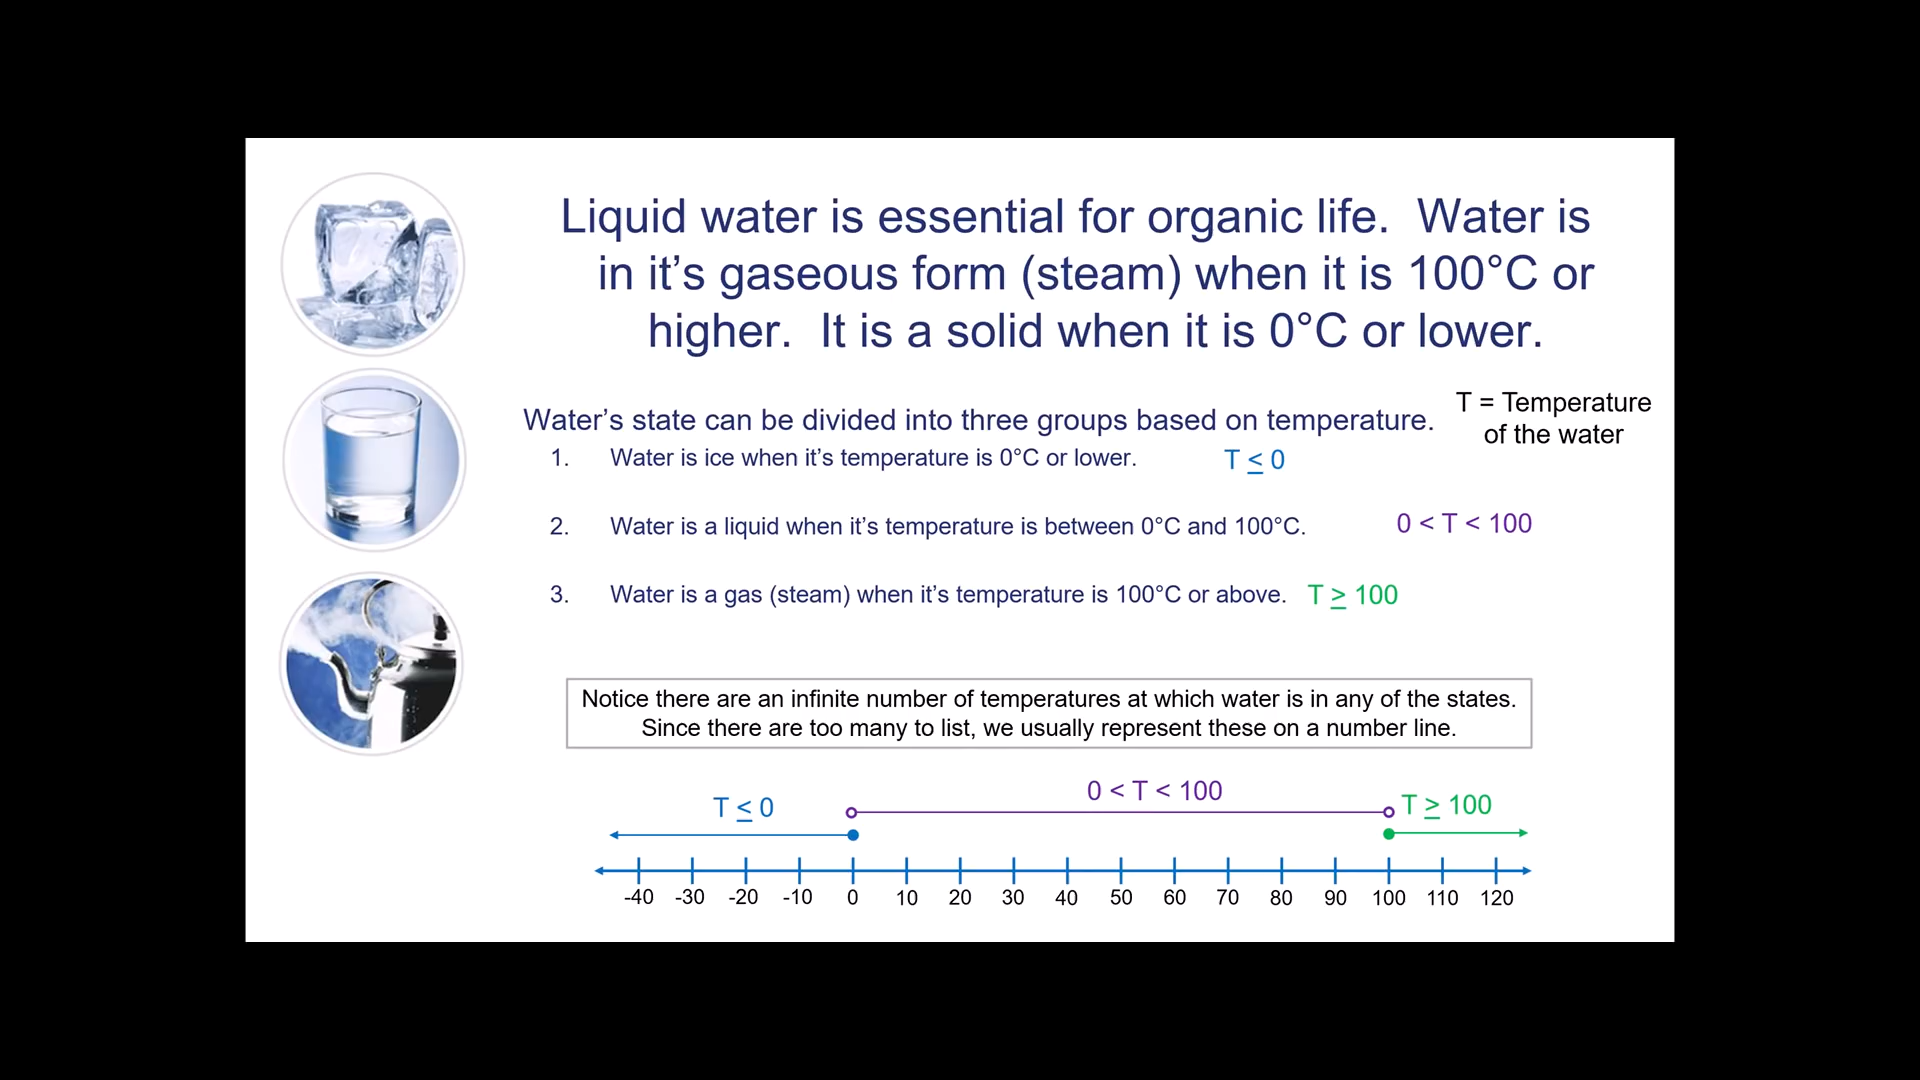 Liquid water is essential for organic life.  Water is
in it’s gaseous form (steam) when it is 100°C or
higher.  It is a solid when it is 0°C or lower.
T = Temperature
of the water
Water’s state can be divided into three groups based on temperature.
1. Water is ice when it’s temperature is 0°C or lower. T ≤ 0
2. Water is a liquid when it’s temperature is between 0°C and 100°C. 0 < T < 100
3. Water is a gas (steam) when it’s temperature is 100°C or above. T ≥ 100
Notice there are an infinite number of temperatures at which water is in any of the states.
Since there are too many to list, we usually represent these on a number line.
T ≤ 0 0 < T < 100 T ≥ 100
-40 -30 -20 -10 0 10 20 30 40 50 60 70 80 90 100 110 120